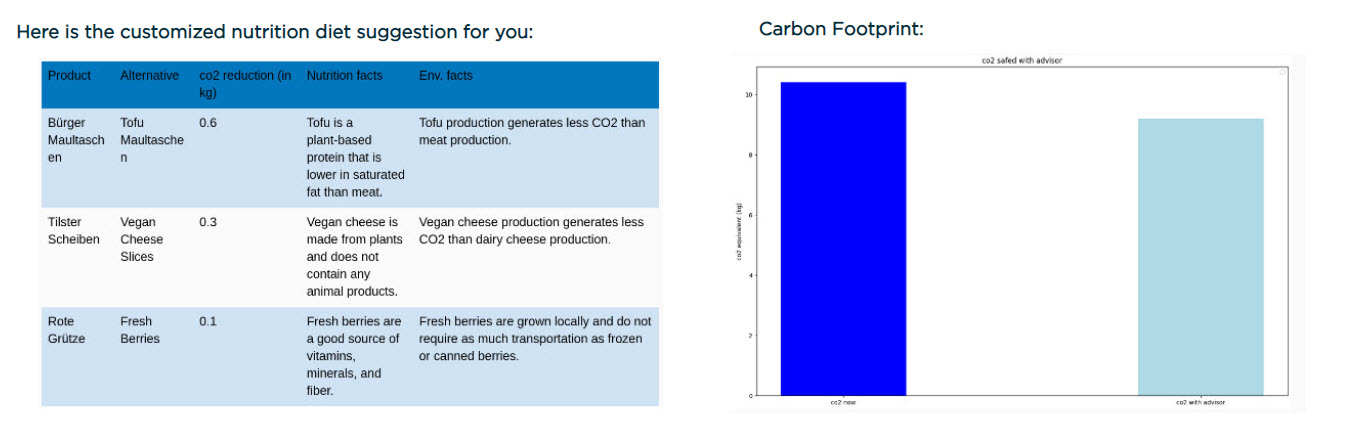 Here is the customized nutrition diet suggestion for you:
Product Alternative co2 reduction (in Nutrition facts Env. facts
kg)
Bürger Tofu 0.6 Tofu is a Tofu production generates less CO2 than
Maultasch Maultasche plant-based meat production.
en n protein that is
lower in saturated
fat than meat.
Tilster Vegan 0.3 Vegan cheese is Vegan cheese production generates less
Scheiben Cheese made from plants CO2 than dairy cheese production.
Slices and does not
contain any
animal products.
Rote Fresh 0.1 Fresh berries are Fresh berries are grown locally and do not
Grütze Berries a good source of require as much transportation as frozen
vitamins, or canned berries.
minerals, and
fiber.
Carbon Footprint:
co2 safed with advisor
10
8
6
4
2
0
co2 equivalent (kg)
co2 now co2 with advisor